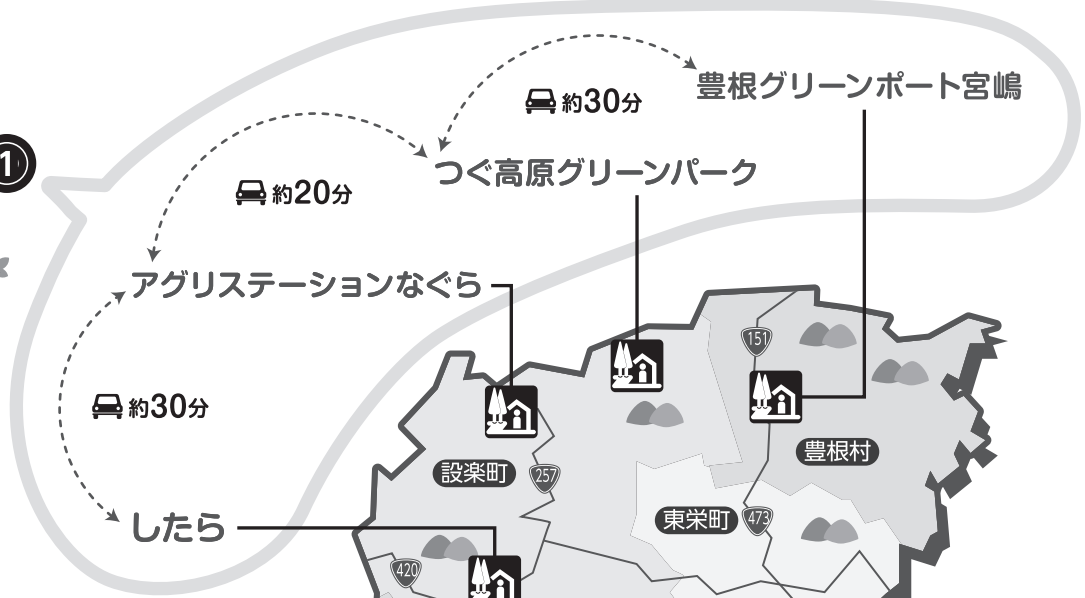 豊根グリーンポート宮嶋
約30分
1
つぐ高原グリーンパーク
約20分
アグリステーションなぐら
151
約30分
豊根村
設楽町
257
東栄町
473
したら
420